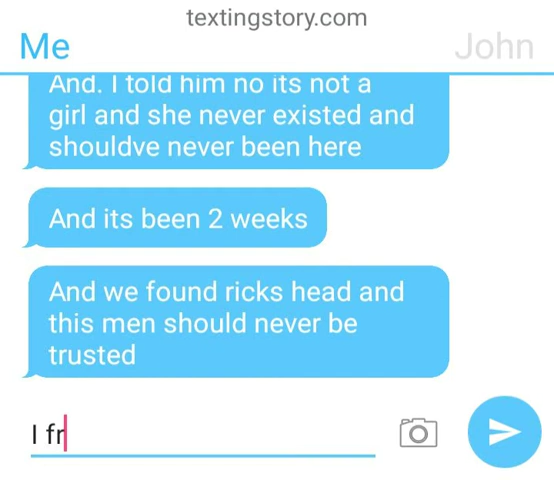 textingstory.com
Me
John
And. I told him no its not a
girl and she never existed and
shouldve never been here
And its been 2 weeks
And we found ricks head and
this men should never be
trusted
I fr